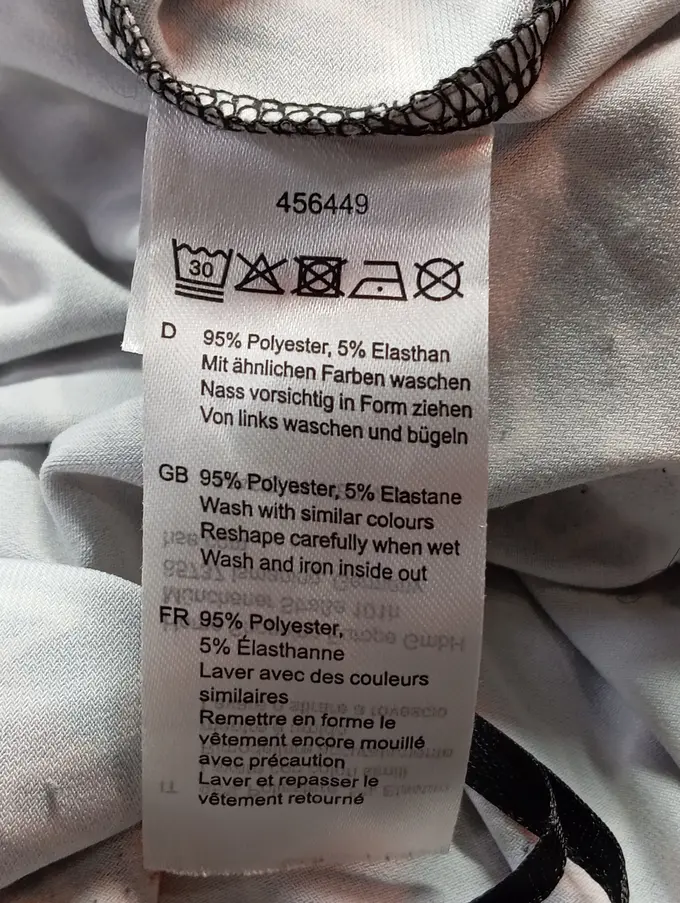 456449
30
D 95% Polyester, 5% Elasthan
Mit ähnlichen Farben waschen
Nass vorsichtig in Form ziehen
Von links waschen und bügeln
GB 95% Polyester, 5% Elastane
Wash with similar colours
Reshape carefully when wet
Wash and iron inside out
FR 95% Polyester,
5% Élasthanne
Laver avec des couleurs
similaires
Remettre en forme le
vêtement encore mouillé
avec précaution
Laver et repasser le
vêtement retourné